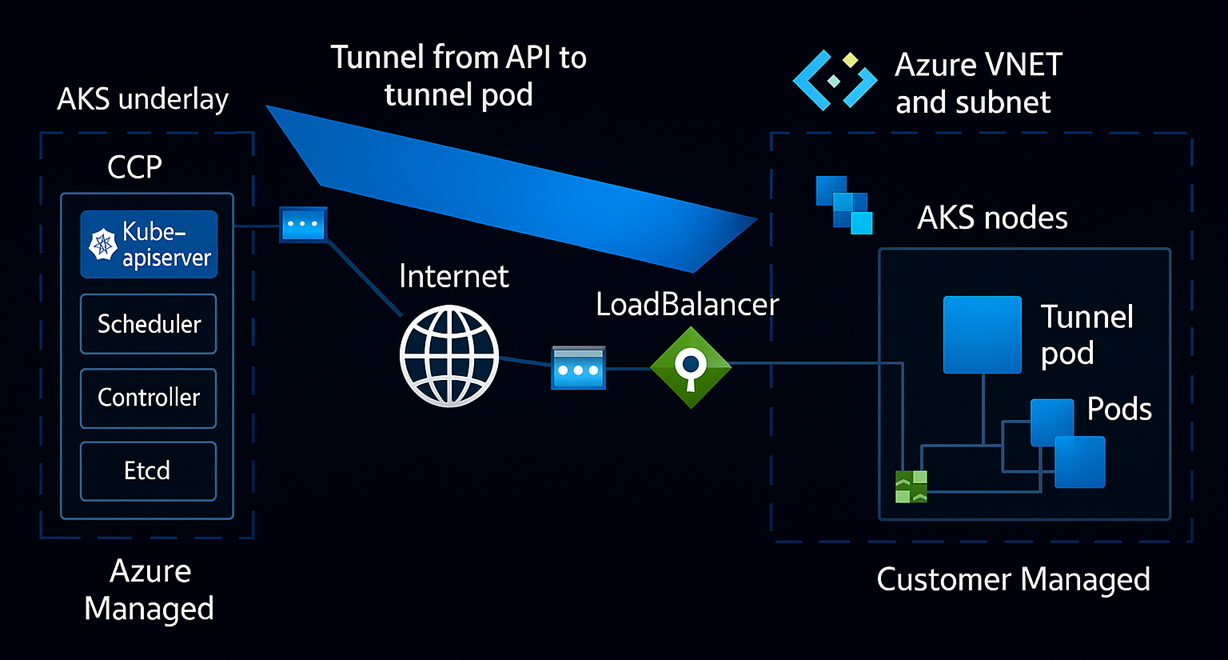 Tunnel from API to
tunnel pod
Azure VNET
and subnet
AKS underlay
CCP
Kube–
apiserver
Scheduler
Controller
Etcd
Azure
Managed
Internet
LoadBalancer
AKS nodes
Tunnel
pod
Pods
Customer Managed